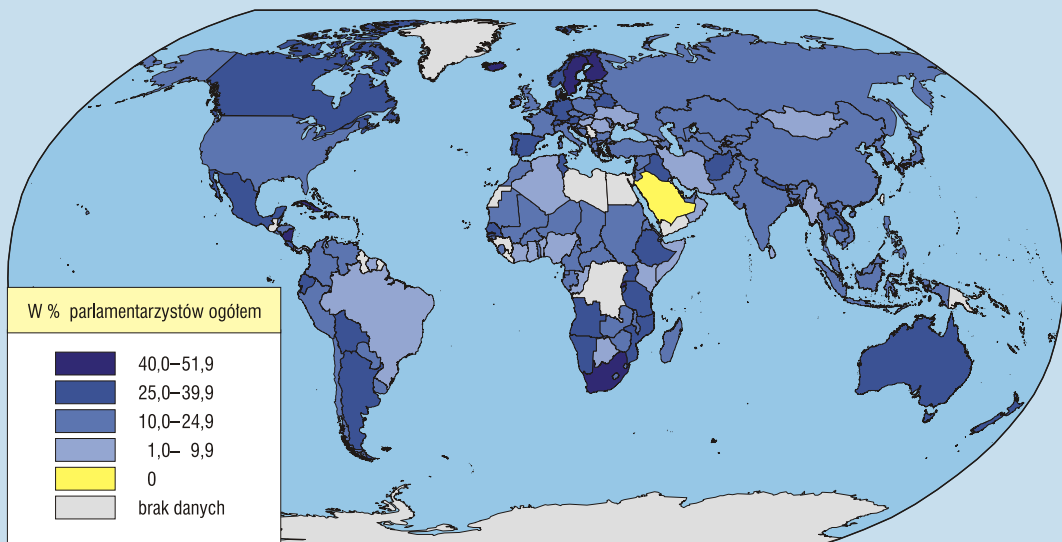 W % parlamentarzystów ogółem
40,0–51,9
25,0–39,9
10,0–24,9
1,0– 9,9
0
brak danych